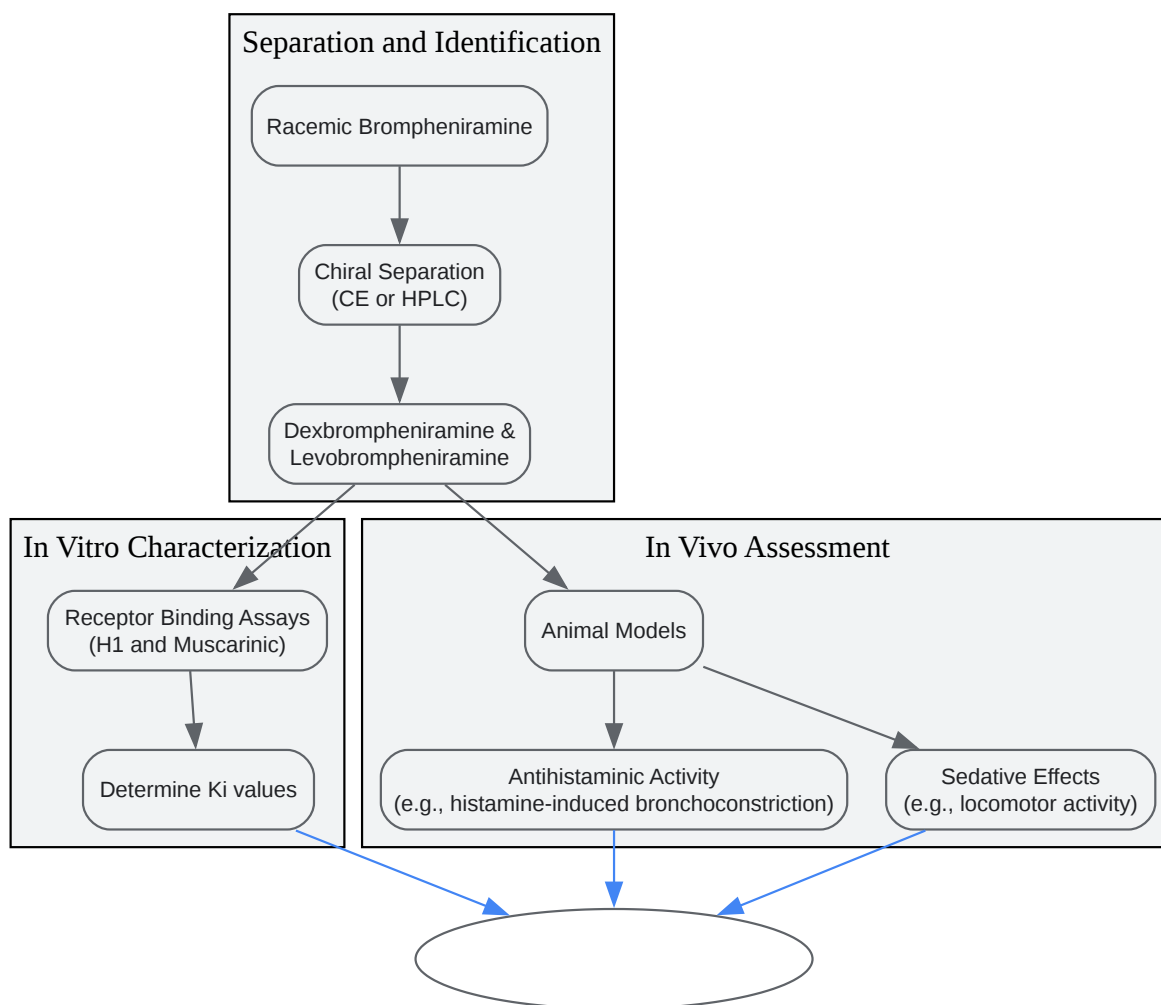 Separation and Identification
Racemic Brompheniramine
Chiral Separation
(CE or HPLC)
Dexbrompheniramine &
Levobrompheniramine
In Vitro Characterization
Receptor Binding Assays
(H1 and Muscarinic)
Determine Ki values
In Vivo Assessment
Animal Models
Antihistaminic Activity
(e.g., histamine-induced bronchoconstriction)
Sedative Effects
(e.g., locomotor activity)